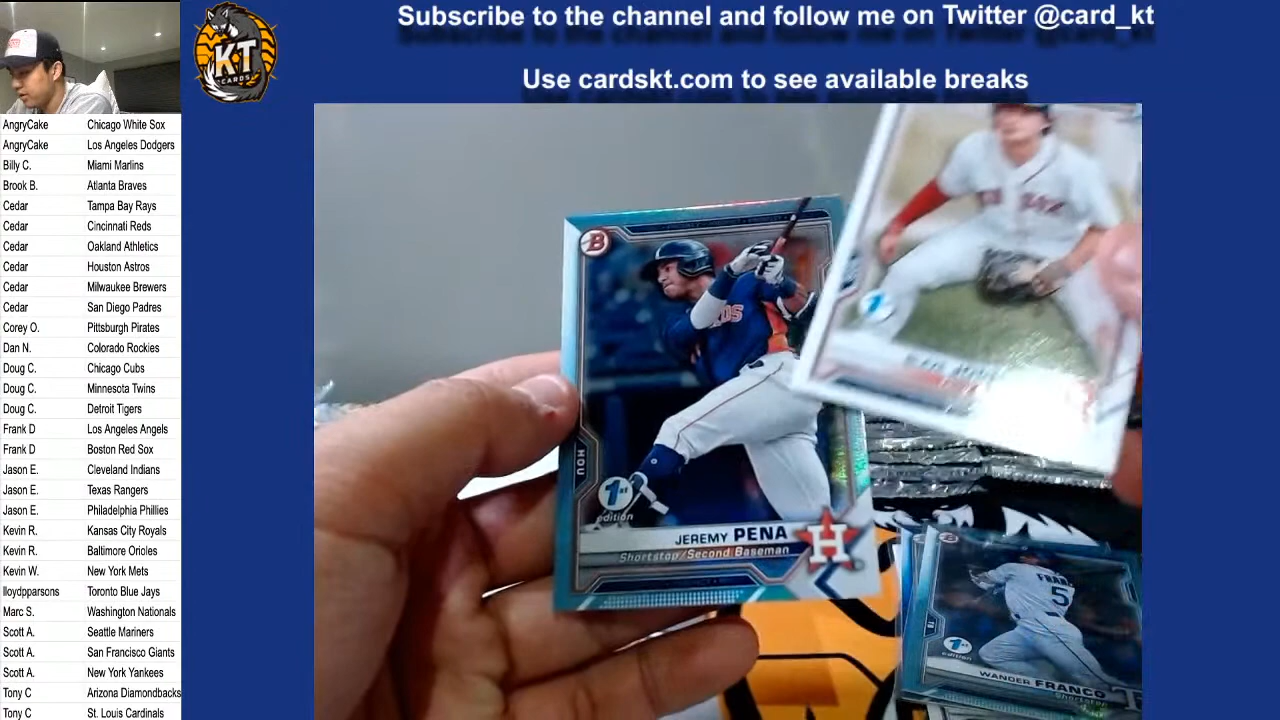 Subscribe to the channel and follow me on Twitter @card_kt
Use cardskt.com to see available breaks
KT
CARDS
AngryCake Chicago White Sox
AngryCake Los Angeles Dodgers
Billy C. Miami Marlins
Brook B. Atlanta Braves
Cedar Tampa Bay Rays
Cedar Cincinnati Reds
Cedar Oakland Athletics
Cedar Houston Astros
Cedar Milwaukee Brewers
Cedar San Diego Padres
Corey O. Pittsburgh Pirates
Dan N. Colorado Rockies
Doug C. Chicago Cubs
Doug C. Minnesota Twins
Doug C. Detroit Tigers
Frank D Los Angeles Angels
Frank D Boston Red Sox
Jason E. Cleveland Indians
Jason E. Texas Rangers
Jason E. Philadelphia Phillies
Kevin R. Kansas City Royals
Kevin R. Baltimore Orioles
Kevin W. New York Mets
lloydpparsons Toronto Blue Jays
Marc S. Washington Nationals
Scott A. Seattle Mariners
Scott A. San Francisco Giants
Scott A. New York Yankees
Tony C Arizona Diamondbacks
Tony C St. Louis Cardinals
B
HOU
1st
edition
JEREMY PENA
Shortstop/Second Baseman
H
5
1st
edition
WANDER FRANCO
Shortstop